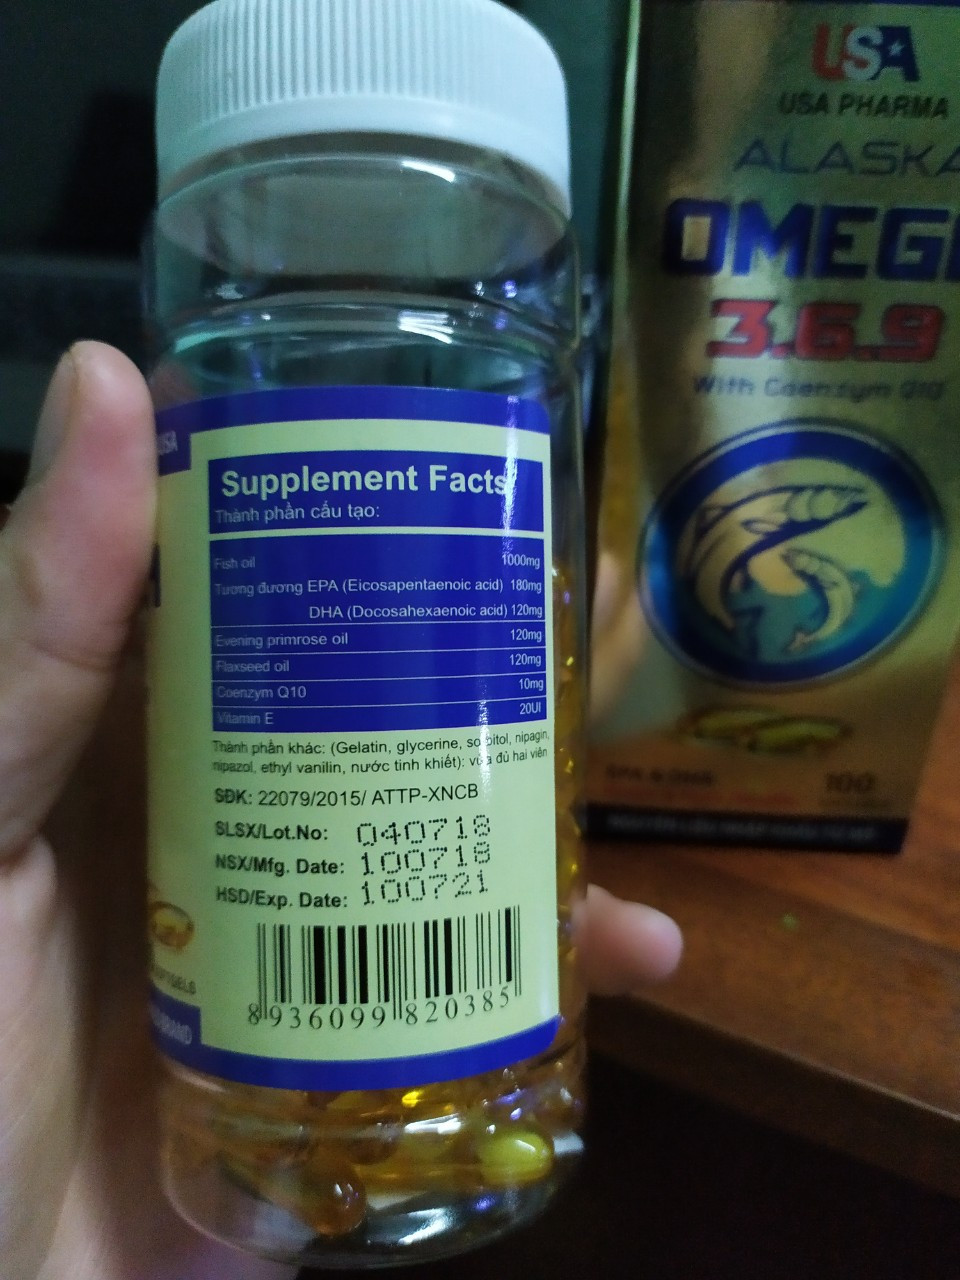 USA
USA PHARMA
ALASKA
OMEG
3.6.9
With Coenzym Q10
EPA & DHA
100
USA
Supplement Facts
Thành phần cấu tạo:
Fish oil 1000mg
Tương đương EPA (Eicosapentaenoic acid) 180mg
DHA (Docosahexaenoic acid) 120mg
Evening primrose oil 120mg
Flaxseed oil 120mg
Coenzym Q10 10mg
Vitamin E 20UI
Thành phần khác: (Gelatin, glycerine, sorbitol, nipagin,
nipazol, ethyl vanilin, nước tinh khiết): vừa đủ hai viên
SĐK: 22079/2015/ ATTP-XNCB
SLSX/Lot.No: 040718
NSX/Mfg. Date: 100718
HSD/Exp. Date: 100721
8 936099 820385
BRAND